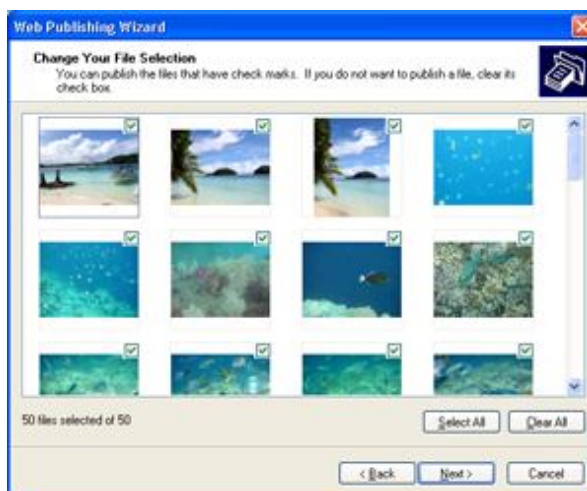 Web Publishing Wizard
Change Your File Selection
You can publish the files that have check marks. If you do not want to publish a file, clear its
check box.
50 files selected of 50
Select All
Clear All
< Back
Next >
Cancel